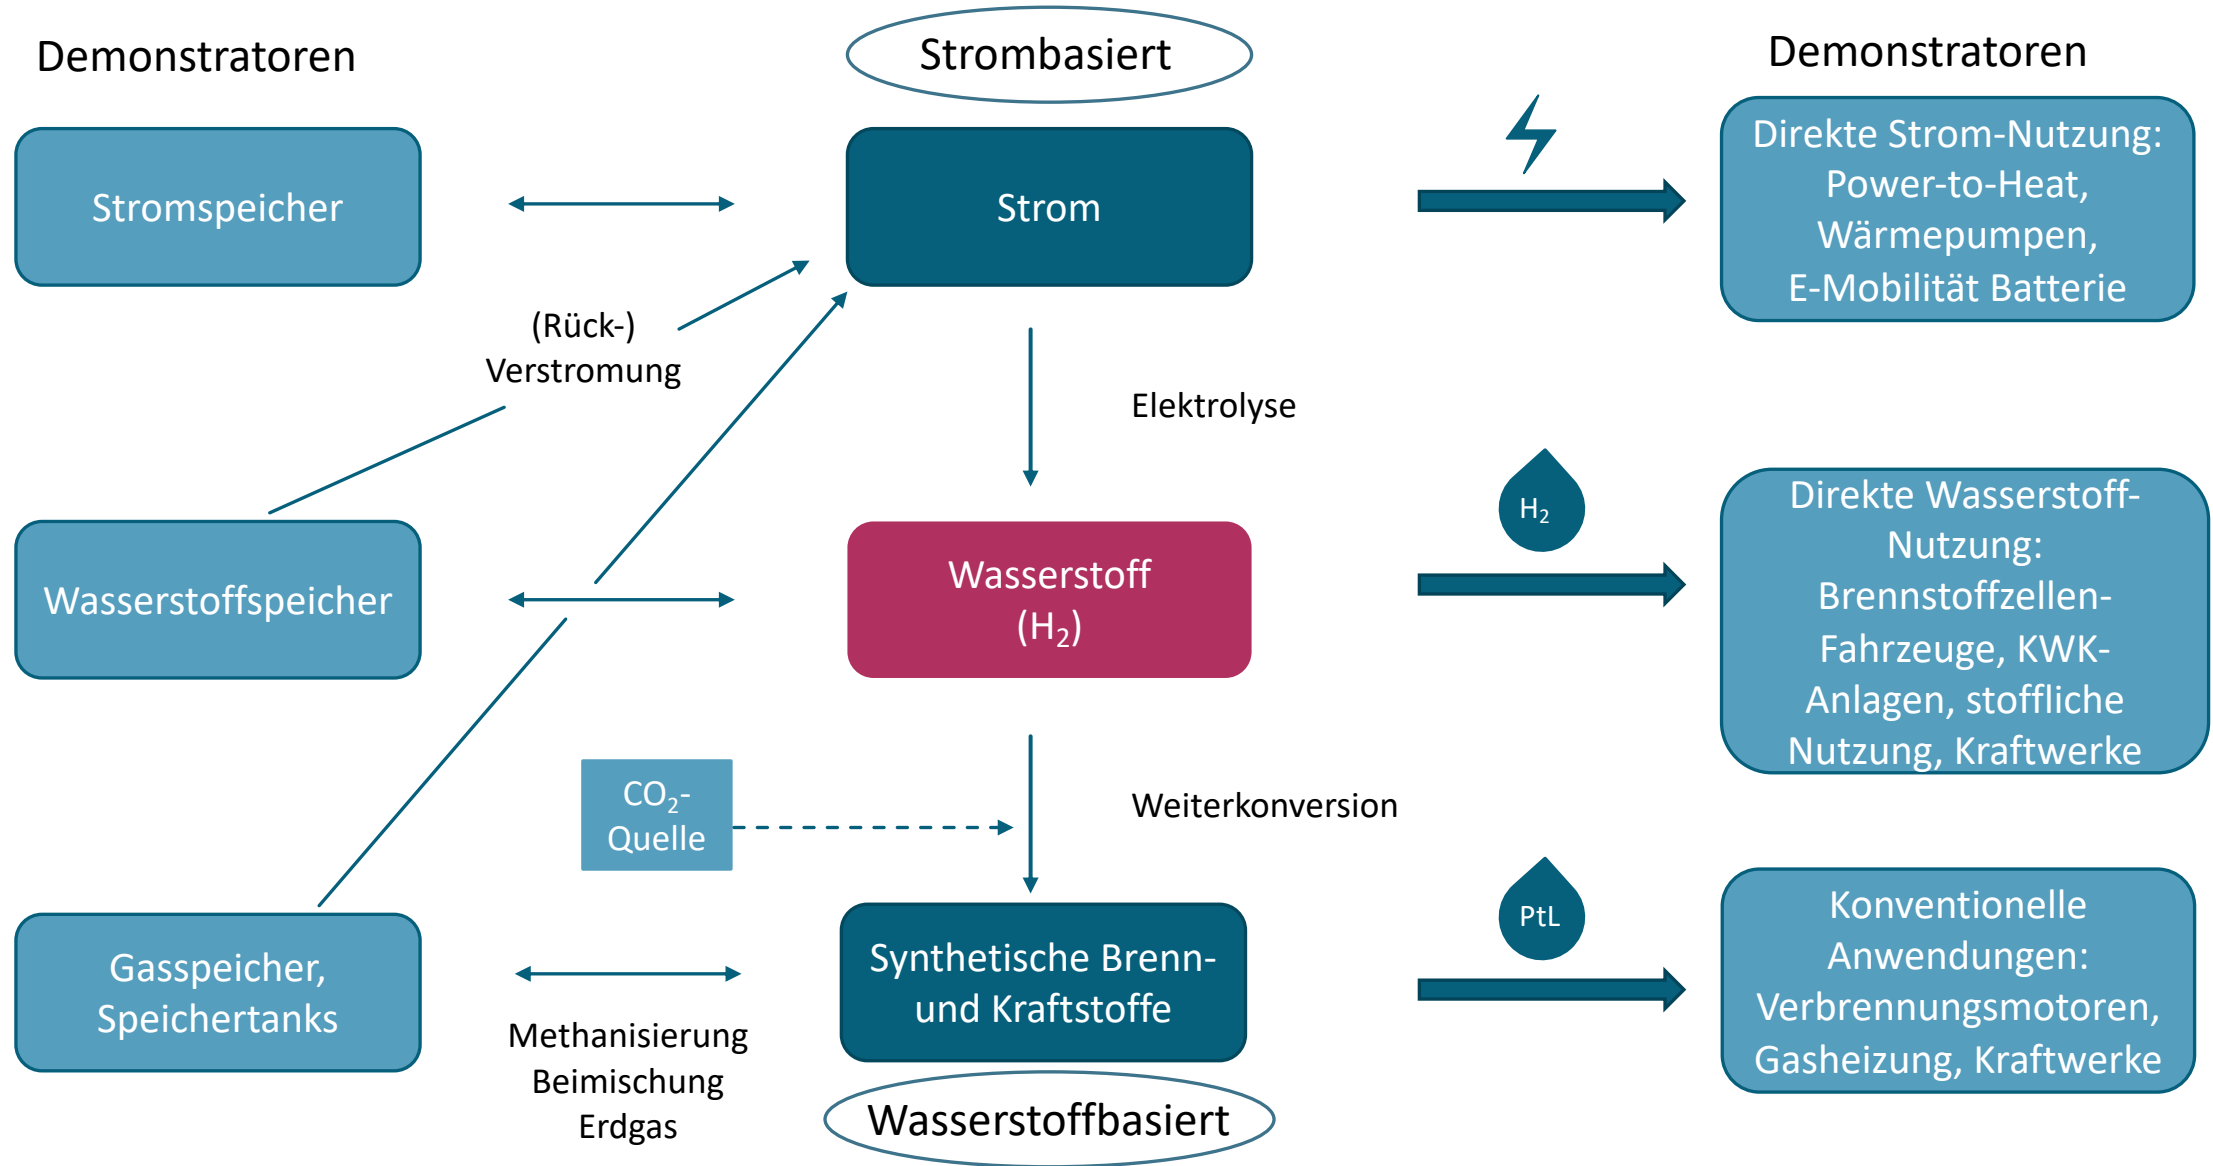 Demonstratoren
Strombasiert
Demonstratoren
Stromspeicher
Strom
Direkte Strom-Nutzung:
Power-to-Heat,
Wärmepumpen,
E-Mobilität Batterie
(Rück-)
Verstromung
Elektrolyse
Wasserstoffspeicher
Wasserstoff
(H₂)
H₂
Direkte Wasserstoff-
Nutzung:
Brennstoffzellen-
Fahrzeuge, KWK-
Anlagen, stoffliche
Nutzung, Kraftwerke
CO₂-
Quelle
Weiterkonversion
Gasspeicher,
Speichertanks
Methanisierung
Beimischung
Erdgas
Synthetische Brenn-
und Kraftstoffe
PtL
Konventionelle
Anwendungen:
Verbrennungsmotoren,
Gasheizung, Kraftwerke
Wasserstoffbasiert